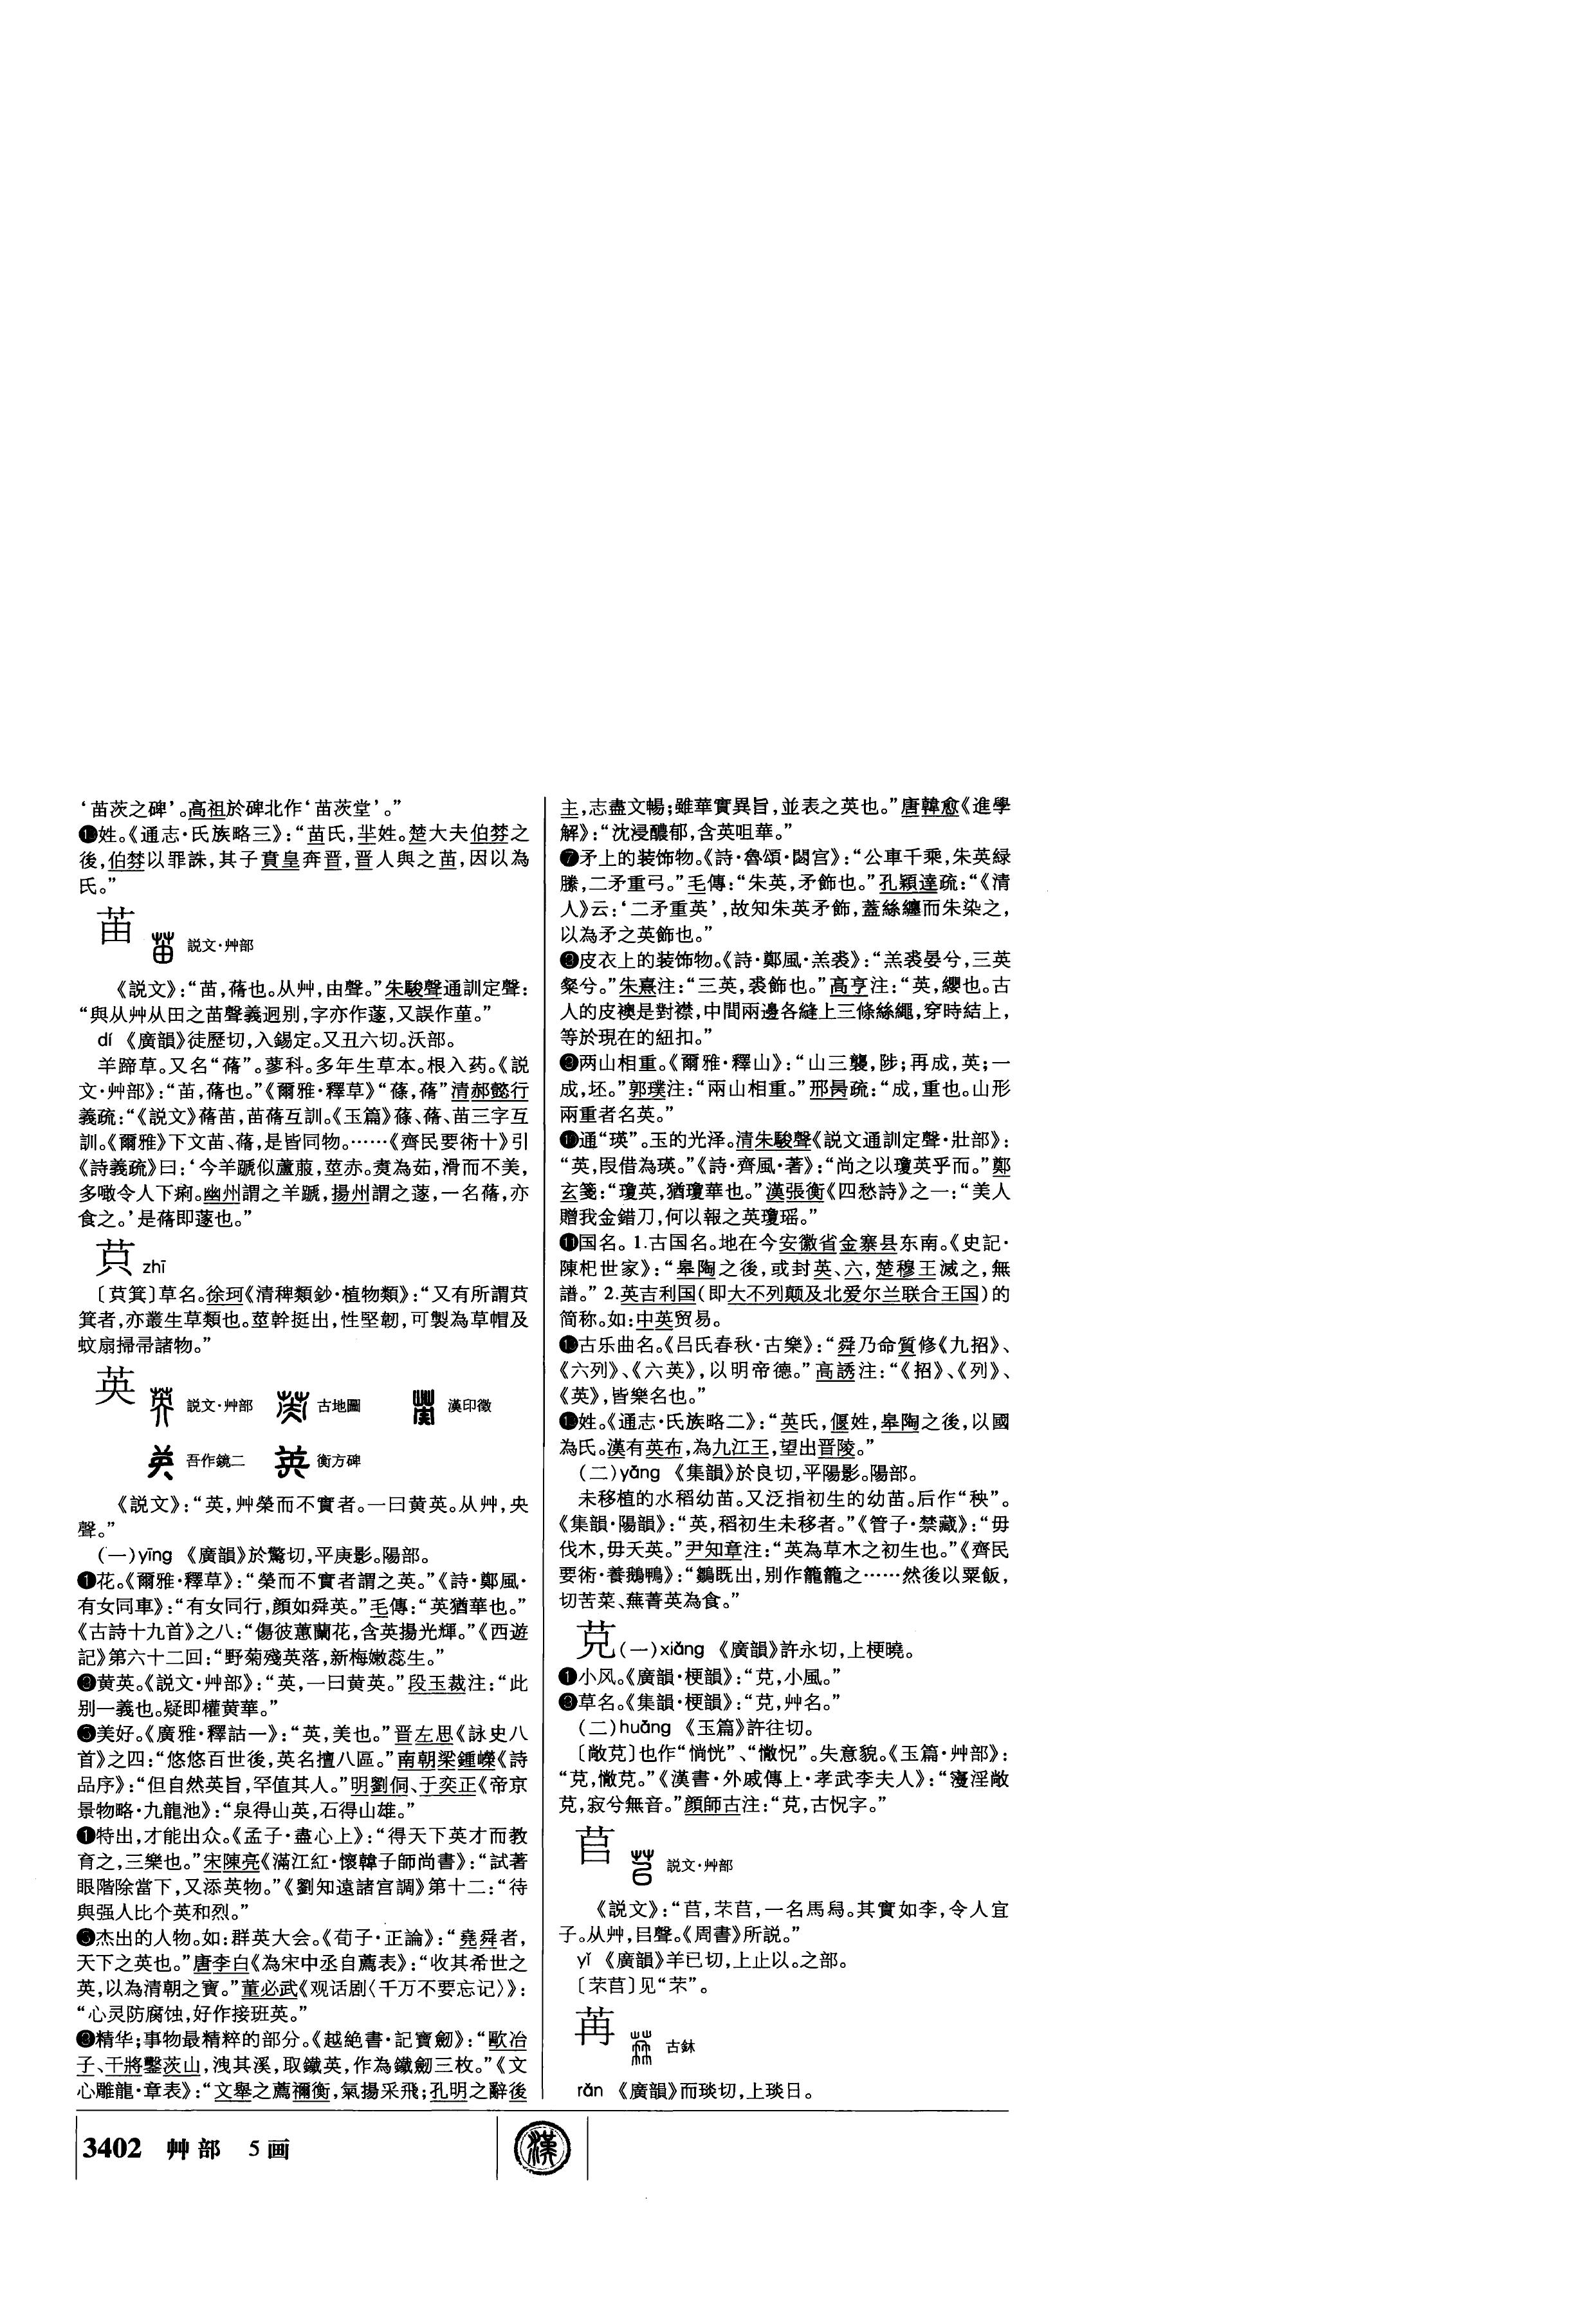 ‘苗茨之碑’。高祖於碑北作‘苗茨堂’。”
姓。《通志·氏族略三》：“苗氏，羋姓。楚大夫伯棼之
後，伯棼以罪誅，其子賁皇奔晋，晋人與之苗，因以為
氏。”
苖 説文·艸部
《説文》：“苖，蓨也。从艸，由聲。”朱駿聲通訓定聲：
“與从艸从田之苗聲義迥别，字亦作蓫，又誤作菫。”
dí 《廣韻》徒歷切，入錫定。又丑六切。沃部。
羊蹄草。又名“蓨”。蓼科。多年生草本。根入药。《説
文·艸部》：“苖，蓨也。”《爾雅·釋草》“蓧，蓨”清郝懿行
義疏：“《説文》蓨苖，苖蓨互訓。《玉篇》蓧、蓨、苖三字互
訓。《爾雅》下文苖、蓨，是皆同物。……《齊民要術十》引
《詩義疏》曰：‘今羊蹏似蘆菔，莖赤。煑為茹，滑而不美，
多噉令人下痢。幽州謂之羊蹏，揚州謂之蓫，一名蓨，亦
食之。’是蓨即蓫也。”
茛 zhī
〔箕〕草名。徐珂《清稗類鈔·植物類》：“又有所謂
箕者，亦叢生草類也。莖幹挺出，性堅韌，可製為草帽及
蚊扇掃帚諸物。”
英 説文·艸部 古地圖 漢印徵
吾作鏡二 衡方碑
《説文》：“英，艸榮而不實者。一曰黄英。从艸，央
聲。”
（一）yīng 《廣韻》於驚切，平庚影。陽部。
❶花。《爾雅·釋草》：“榮而不實者謂之英。”《詩·鄭風·
有女同車》：“有女同行，顔如舜英。”毛傳：“英猶華也。”
《古詩十九首》之八：“傷彼蕙蘭花，含英揚光輝。”《西遊
記》第六十二回：“野菊殘英落，新梅嫩蕊生。”
❷黄英。《説文·艸部》：“英，一曰黄英。”段玉裁注：“此
别一義也。疑即權黄華。”
❸美好。《廣雅·釋詁一》：“英，美也。”晋左思《詠史八
首》之四：“悠悠百世後，英名擅八區。”南朝梁鍾嶸《詩
品序》：“但自然英旨，罕值其人。”明劉侗、于奕正《帝京
景物略·九龍池》：“泉得山英，石得山雄。”
❹特出，才能出众。《孟子·盡心上》：“得天下英才而教
育之，三樂也。”宋陳亮《滿江紅·懷韓子師尚書》：“試著
眼階除當下，又添英物。”《劉知遠諸宫調》第十二：“待
與强人比个英和烈。”
❺杰出的人物。如：群英大会。《荀子·正論》：“堯舜者，
天下之英也。”唐李白《為宋中丞自薦表》：“收其希世之
英，以為清朝之寶。”董必武《观话剧〈千万不要忘记〉》：
“心灵防腐蚀，好作接班英。”
❻精华；事物最精粹的部分。《越絶書·記寶劒》：“歐冶
子、干將鑿茨山，洩其溪，取鐵英，作為鐵劒三枚。”《文
心雕龍·章表》：“文舉之薦禰衡，氣揚采飛；孔明之辭後
主，志盡文暢；雖華實異旨，並表之英也。”唐韓愈《進學
解》：“沈浸醲郁，含英咀華。”
❼矛上的装饰物。《詩·魯頌·閟宫》：“公車千乘，朱英緑
縢，二矛重弓。”毛傳：“朱英，矛飾也。”孔穎達疏：“《清
人》云：‘二矛重英’，故知朱英矛飾，蓋絲纏而朱染之，
以為矛之英飾也。”
❽皮衣上的装饰物。《詩·鄭風·羔裘》：“羔裘晏兮，三英
粲兮。”朱熹注：“三英，裘飾也。”高亨注：“英，纓也。古
人的皮襖是對襟，中間兩邊各縫上三條絲繩，穿時結上，
等於現在的紐扣。”
❾两山相重。《爾雅·釋山》：“山三襲，陟；再成，英；一
成，坯。”郭璞注：“兩山相重。”邢昺疏：“成，重也。山形
兩重者名英。”
❿通“瑛”。玉的光泽。清朱駿聲《説文通訓定聲·壯部》：
“英，叚借為瑛。”《詩·齊風·著》：“尚之以瓊英乎而。”鄭
玄箋：“瓊英，猶瓊華也。”漢張衡《四愁詩》之一：“美人
贈我金錯刀，何以報之英瓊瑶。”
⓫国名。1.古国名。地在今安徽省金寨县东南。《史記·
陳杞世家》：“皋陶之後，或封英、六，楚穆王滅之，無
譜。”2.英吉利国（即大不列颠及北爱尔兰联合王国）的
简称。如：中英贸易。
⓬古乐曲名。《吕氏春秋·古樂》：“舜乃命質修《九招》、
《六列》、《六英》，以明帝德。”高誘注：“《招》、《列》、
《英》，皆樂名也。”
⓭姓。《通志·氏族略二》：“英氏，偃姓，皋陶之後，以國
為氏。漢有英布，為九江王，望出晋陵。”
（二）yāng 《集韻》於良切，平陽影。陽部。
未移植的水稻幼苗。又泛指初生的幼苗。后作“秧”。
《集韻·陽韻》：“英，稻初生未移者。”《管子·禁藏》：“毋
伐木，毋夭英。”尹知章注：“英為草木之初生也。”《齊民
要術·養鵝鴨》：“鶵既出，别作籠籠之……然後以粟飯，
切苦菜、蕪菁英為食。”
𦬺（一）xiǎng 《廣韻》許永切，上梗曉。
❶小风。《廣韻·梗韻》：“，小風。”
❷草名。《集韻·梗韻》：“，艸名。”
（二）huǎng 《玉篇》許往切。
〔敞〕也作“惝恍”、“懒怳”。失意貌。《玉篇·艸部》：
“，懒。”《漢書·外戚傳上·孝武李夫人》：“寖淫敞
，寂兮無音。”顔師古注：“，古怳字。”
苢 説文·艸部
《説文》：“苢，芣苢，一名馬舄。其實如李，令人宜
子。从艸，㠯聲。《周書》所説。”
yǐ 《廣韻》羊已切，上止以。之部。
〔芣苢〕见“芣”。
苒 古鉥
rǎn 《廣韻》而琰切，上琰日。
3402 艸部 5画
漢